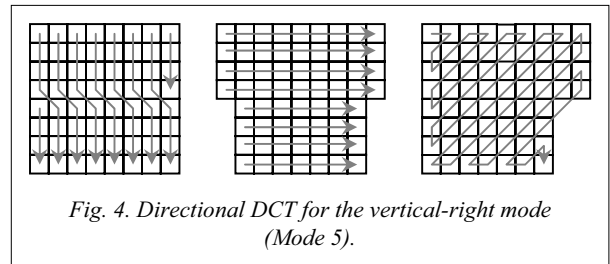 Fig. 4. Directional DCT for the vertical-right mode
(Mode 5).